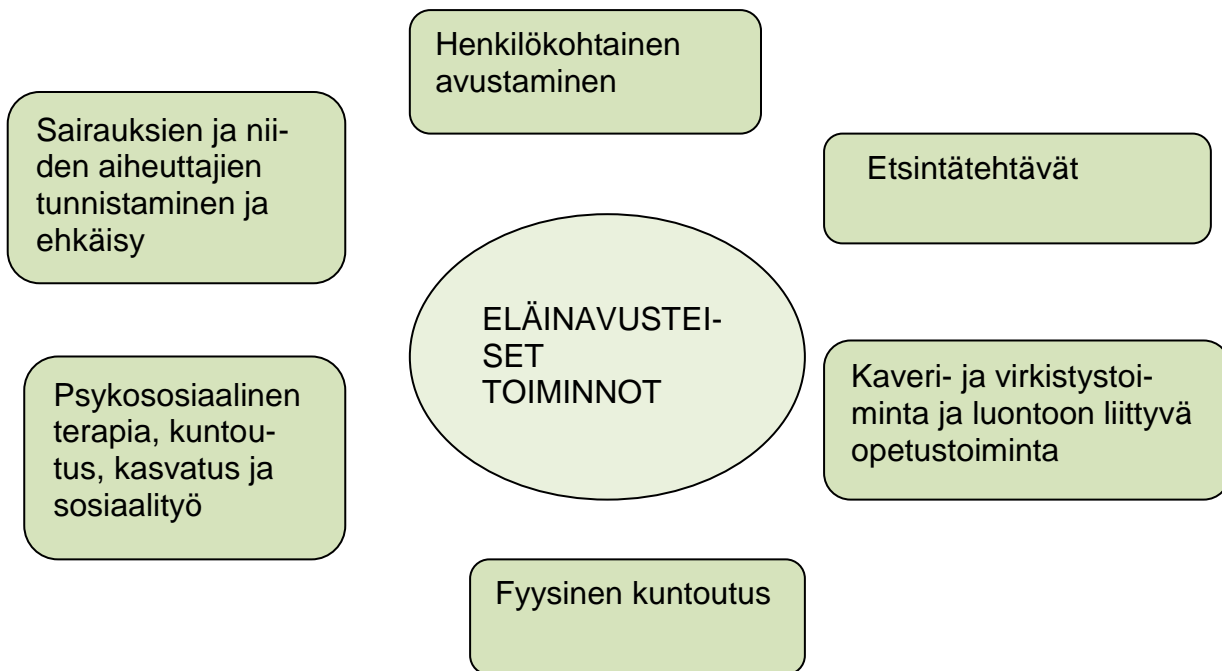 Henkilökohtainen
avustaminen
Sairauksien ja nii-
den aiheuttajien
tunnistaminen ja
ehkäisy
Etsintätehtävät
ELÄINAVUSTEI-
SET
TOIMINNOT
Psykososiaalinen
terapia, kuntou-
tus, kasvatus ja
sosiaalityö
Kaveri- ja virkistystoi-
minta ja luontoon liittyvä
opetustoiminta
Fyysinen kuntoutus